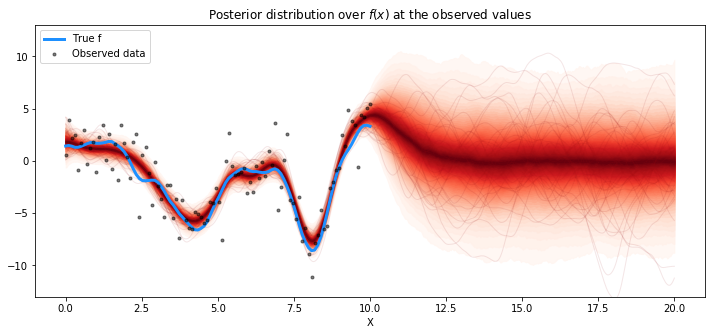 Posterior distribution over f(x) at the observed values
True f
Observed data
10
5
0
−5
−10
0.0 2.5 5.0 7.5 10.0 12.5 15.0 17.5 20.0
X